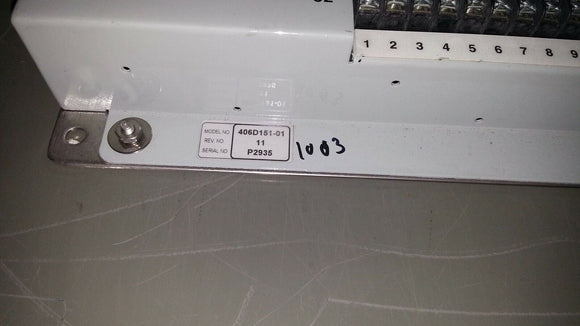 1 2 3 4 5 6 7 8 9
MODEL NO 406D151-01
REV. NO. 11
SERIAL NO P2935
1003